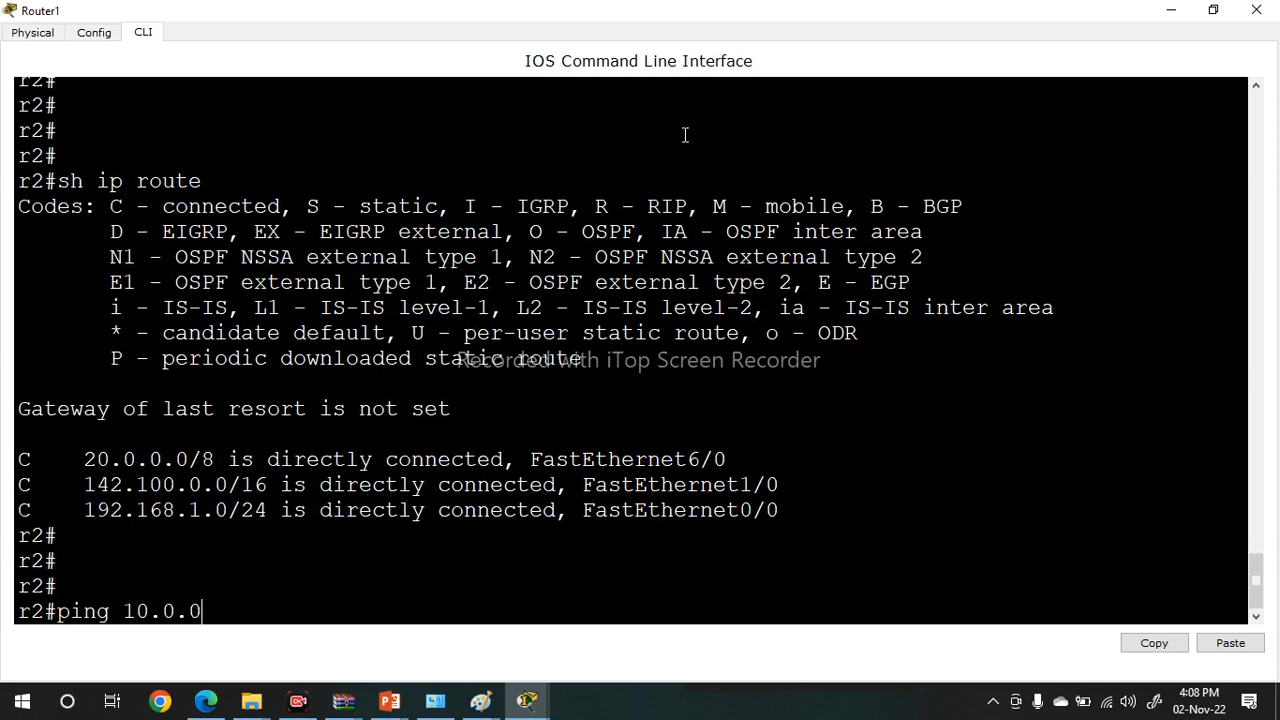 Router1
Physical
Config
CLI
IOS Command Line Interface
r2#
r2#
r2#
r2#
r2#sh ip route
Codes: C - connected, S - static, I - IGRP, R - RIP, M - mobile, B - BGP
D - EIGRP, EX - EIGRP external, O - OSPF, IA - OSPF inter area
N1 - OSPF NSSA external type 1, N2 - OSPF NSSA external type 2
E1 - OSPF external type 1, E2 - OSPF external type 2, E - EGP
i - IS-IS, L1 - IS-IS level-1, L2 - IS-IS level-2, ia - IS-IS inter area
* - candidate default, U - per-user static route, o - ODR
P - periodic downloaded static route
Recorded with iTop Screen Recorder
Gateway of last resort is not set
C    20.0.0.0/8 is directly connected, FastEthernet6/0
C    142.100.0.0/16 is directly connected, FastEthernet1/0
C    192.168.1.0/24 is directly connected, FastEthernet0/0
r2#
r2#
r2#
r2#ping 10.0.0
Copy
Paste
4:08 PM
02-Nov-22